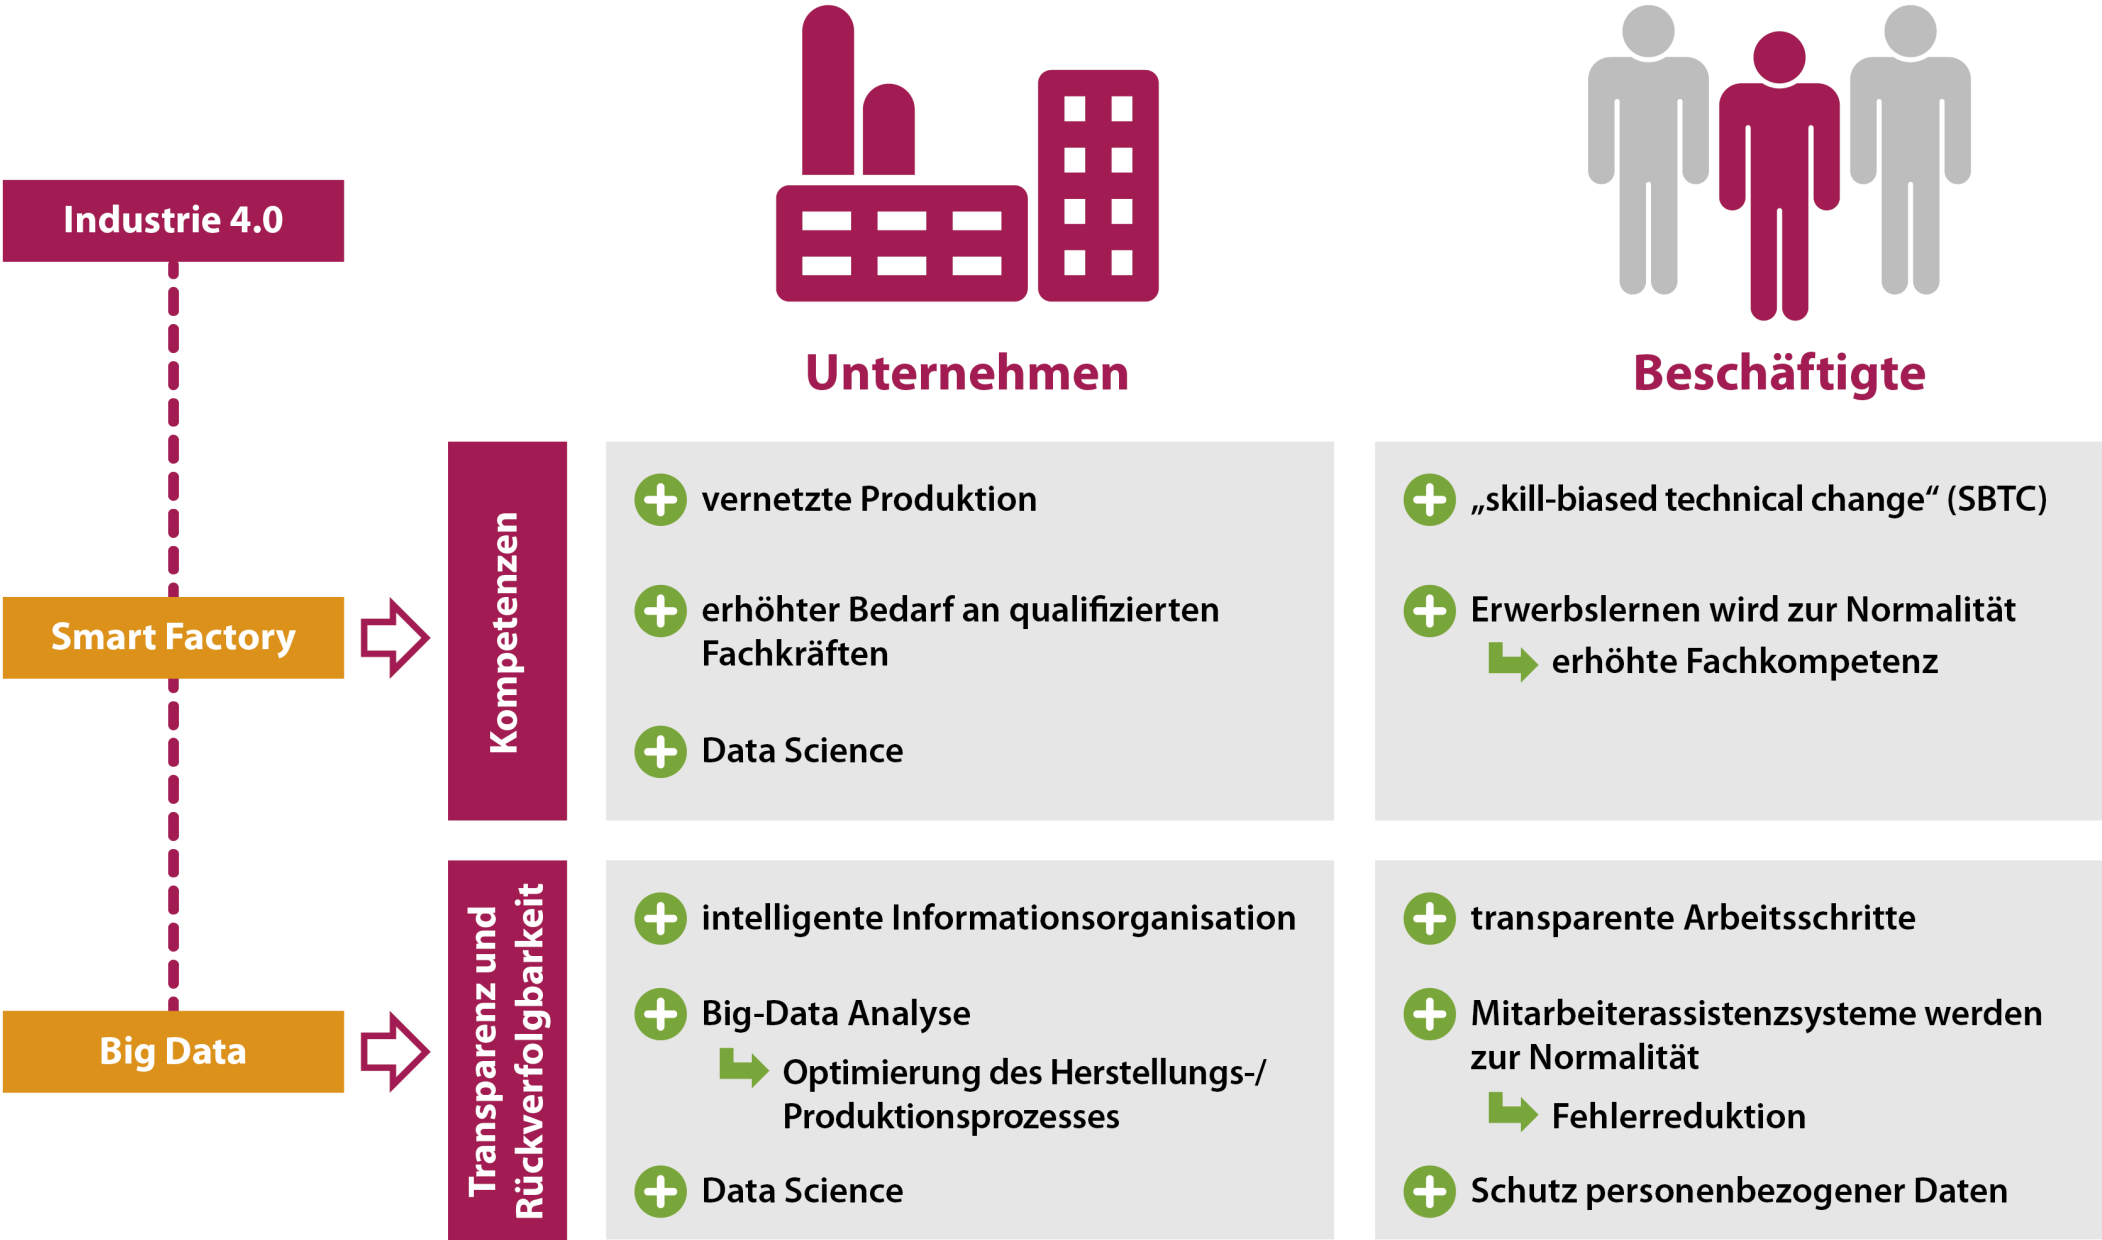 Industrie 4.0
Unternehmen
Beschäftigte
Smart Factory
Kompetenzen
vernetzte Produktion
erhöhter Bedarf an qualifizierten
Fachkräften
Data Science
„skill-biased technical change“ (SBTC)
Erwerbslernen wird zur Normalität
erhöhte Fachkompetenz
Big Data
Transparenz und
Rückverfolgbarkeit
intelligente Informationsorganisation
Big-Data Analyse
Optimierung des Herstellungs-/
Produktionsprozesses
Data Science
transparente Arbeitsschritte
Mitarbeiterassistenzsysteme werden
zur Normalität
Fehlerreduktion
Schutz personenbezogener Daten